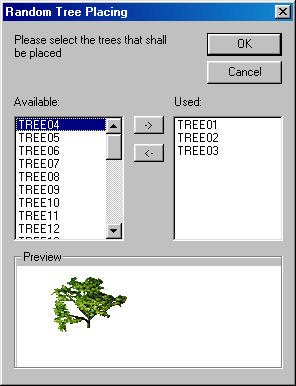 Random Tree Placing
Please select the trees that shall
be placed
OK
Cancel
Available:
Used:
TREE04
TREE05
TREE06
TREE07
TREE08
TREE09
TREE10
TREE11
TREE12
->
<-
TREE01
TREE02
TREE03
Preview